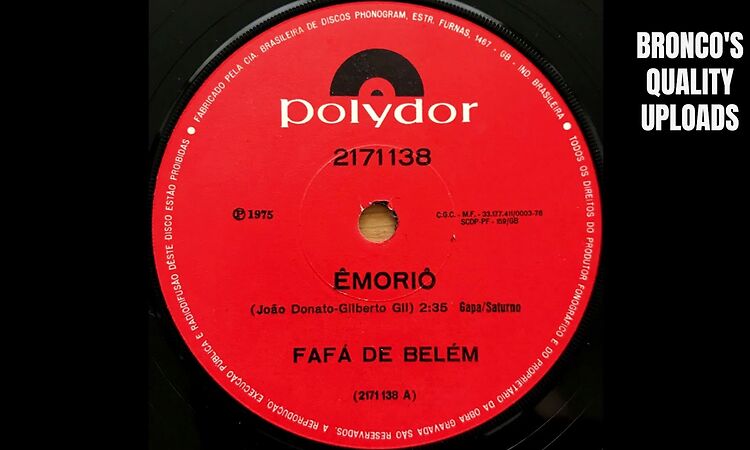 BRONCO'S
QUALITY
UPLOADS
• FABRICADO PELA CIA. BRASILEIRA DE DISCOS PHONOGRAM, ESTR. FURNAS, 1467 - GB - IND. BRASILEIRA •
TODOS OS DIREITOS DO PRODUTOR FONOGRÁFICO E DO PROPRIETÁRIO DA OBRA GRAVADA SÃO RESERVADOS. A REPRODUÇÃO, EXECUÇÃO PÚBLICA E RADIODIFUSÃO DÊSTE DISCO ESTÃO PROIBIDAS
polydor
2171138
Ⓟ 1975
C.G.C. - M.F. - 33.177.411/0003-76
SCDP-PF - 159/GB
ÊMORIÔ
(João Donato-Gilberto Gil) 2:35 Gapa/Saturno
FAFÁ DE BELÉM
(2171138 A)